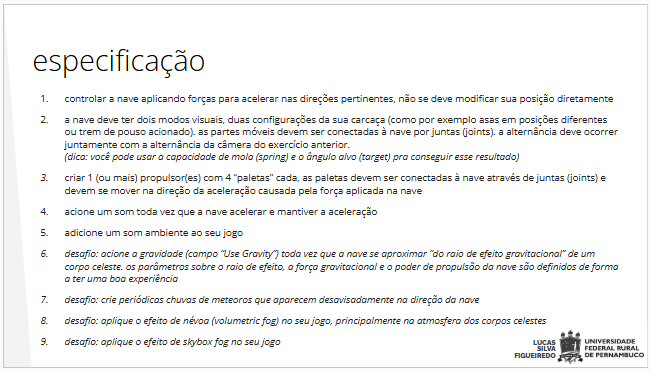 especificação
1. controlar a nave aplicando forças para acelerar nas direções pertinentes, não se deve modificar sua posição diretamente
2. a nave deve ter dois modos visuais, duas configurações da sua carcaça (como por exemplo asas em posições diferentes
ou trem de pouso acionado). as partes móveis devem ser conectadas à nave por juntas (joints). a alternância deve ocorrer
juntamente com a alternância da câmera do exercício anterior.
(dica: você pode usar a capacidade de mola (spring) e o ângulo alvo (target) pra conseguir esse resultado)
3. criar 1 (ou mais) propulsor(es) com 4 “paletas” cada, as paletas devem ser conectadas à nave através de juntas (joints) e
devem se mover na direção da aceleração causada pela força aplicada na nave
4. acione um som toda vez que a nave acelerar e mantiver a aceleração
5. adicione um som ambiente ao seu jogo
6. desafio: acione a gravidade (campo “Use Gravity”) toda vez que a nave se aproximar “do raio de efeito gravitacional” de um
corpo celeste. os parâmetros sobre o raio de efeito, a força gravitacional e o poder de propulsão da nave são definidos de forma
a ter uma boa experiência
7. desafio: crie periódicas chuvas de meteoros que aparecem desavisadamente na direção da nave
8. desafio: aplique o efeito de névoa (volumetric fog) no seu jogo, principalmente na atmosfera dos corpos celestes
9. desafio: aplique o efeito de skybox fog no seu jogo
LUCAS
SILVA
FIGUEIREDO
UNIVERSIDADE
FEDERAL RURAL
DE PERNAMBUCO